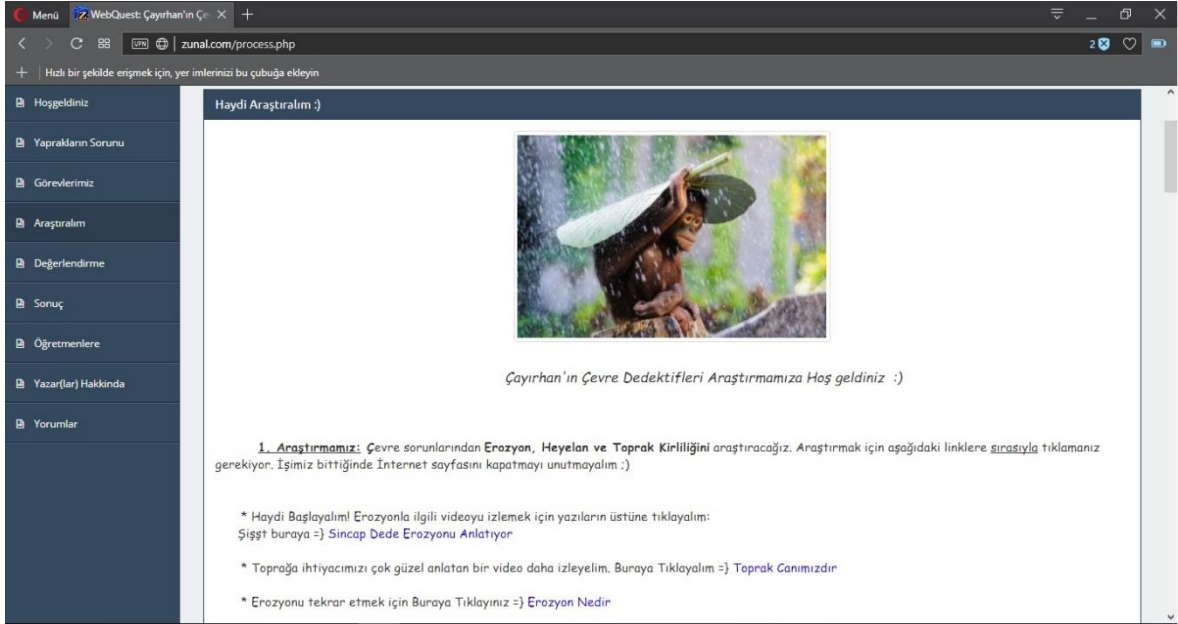 Menü
WebQuest: Çayırhan'ın Çe
VPN
zunal.com/process.php
2
Hızlı bir şekilde erişmek için, yer imlerinizi bu çubuğa ekleyin
Hoşgeldiniz
Yaprakların Sorunu
Görevlerimiz
Araştıralım
Değerlendirme
Sonuç
Öğretmenlere
Yazar(lar) Hakkında
Yorumlar
Haydi Araştıralım :)
Çayırhan'ın Çevre Dedektifleri Araştırmamıza Hoş geldiniz :)
1. Araştırmamız: Çevre sorunlarından Erozyon, Heyelan ve Toprak Kirliliğini araştıracağız. Araştırmak için aşağıdaki linklere sırasıyla tıklamanız
gerekiyor. İşimiz bittiğinde İnternet sayfasını kapatmayı unutmayalım ;)
* Haydi Başlayalım! Erozyonla ilgili videoyu izlemek için yazıların üstüne tıklayalım:
Şişşt buraya =} Sincap Dede Erozyonu Anlatıyor
* Toprağa ihtiyacımızı çok güzel anlatan bir video daha izleyelim. Buraya Tıklayalım =} Toprak Canımızdır
* Erozyonu tekrar etmek için Buraya Tıklayınız =} Erozyon Nedir